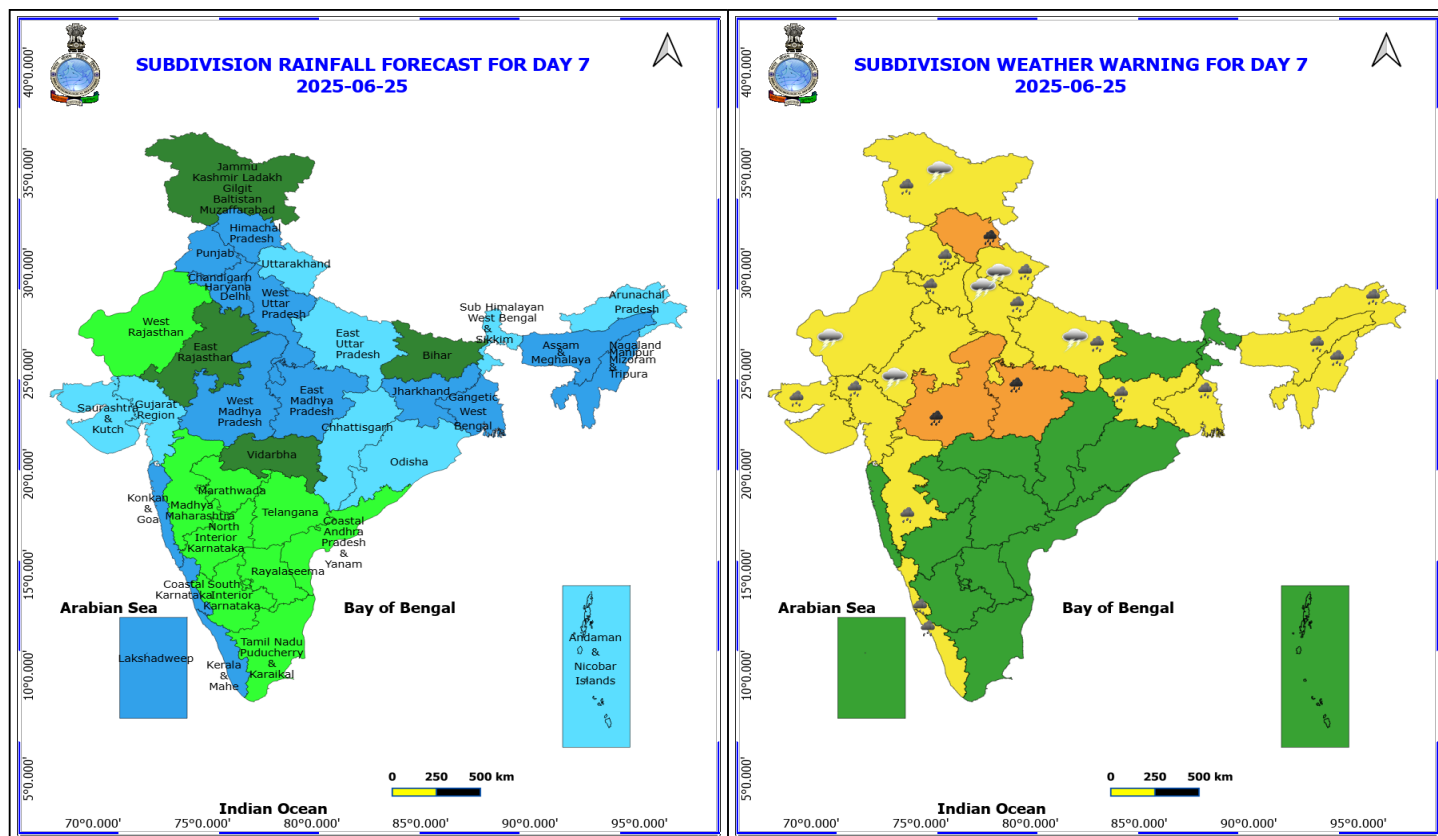 SUBDIVISION RAINFALL FORECAST FOR DAY 7
2025-06-25
40°0.000'
35°0.000'
30°0.000'
25°0.000'
20°0.000'
15°0.000'
10°0.000'
5°0.000'
Jammu
Kashmir Ladakh
Gilgit
Baltistan
Muzaffarabad
Himachal
Pradesh
Punjab
Uttarakhand
Chandigarh
Haryana
Delhi
West
Uttar
Pradesh
West
Rajasthan
East
Rajasthan
East
Uttar
Pradesh
Bihar
Sub Himalayan
West Bengal
&
Sikkim
Arunachal
Pradesh
Assam
&
Meghalaya
Nagaland
Manipur
Mizoram
&
Tripura
Saurashtra
&
Kutch
Gujarat
Region
West
Madhya
Pradesh
East
Madhya
Pradesh
Jharkhand
Gangetic
West
Bengal
Chhattisgarh
Odisha
Vidarbha
Konkan
&
Goa
Marathwada
Madhya
Maharashtra
North
Interior
Karnataka
Telangana
Coastal
Andhra
Pradesh
&
Yanam
Rayalaseema
Coastal
Karnataka
South
Interior
Karnataka
Tamil Nadu
Puducherry
&
Karaikal
Kerala
&
Mahe
Lakshadweep
Andaman
&
Nicobar
Islands
Arabian Sea
Bay of Bengal
Indian Ocean
0 250 500 km
70°0.000' 75°0.000' 80°0.000' 85°0.000' 90°0.000' 95°0.000'
SUBDIVISION WEATHER WARNING FOR DAY 7
2025-06-25
40°0.000'
35°0.000'
30°0.000'
25°0.000'
20°0.000'
15°0.000'
10°0.000'
5°0.000'
Arabian Sea
Bay of Bengal
Indian Ocean
0 250 500 km
70°0.000' 75°0.000' 80°0.000' 85°0.000' 90°0.000' 95°0.000'